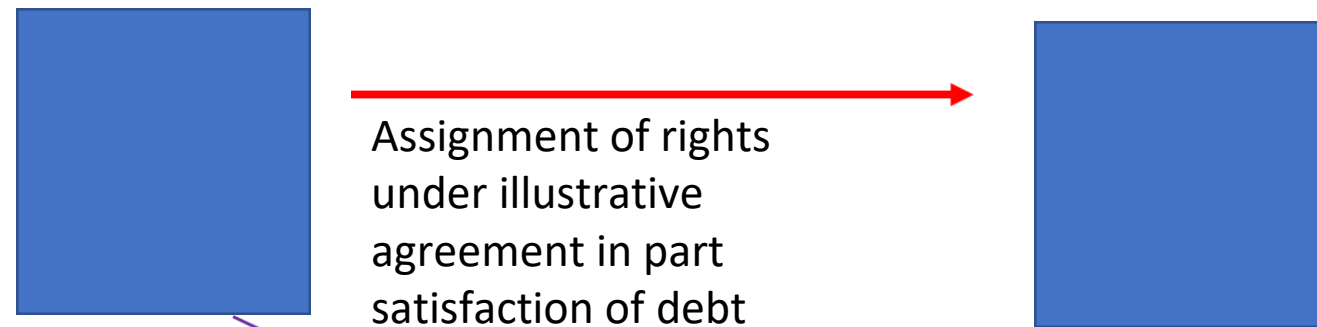 Assignment of rights
under illustrative
agreement in part
satisfaction of debt